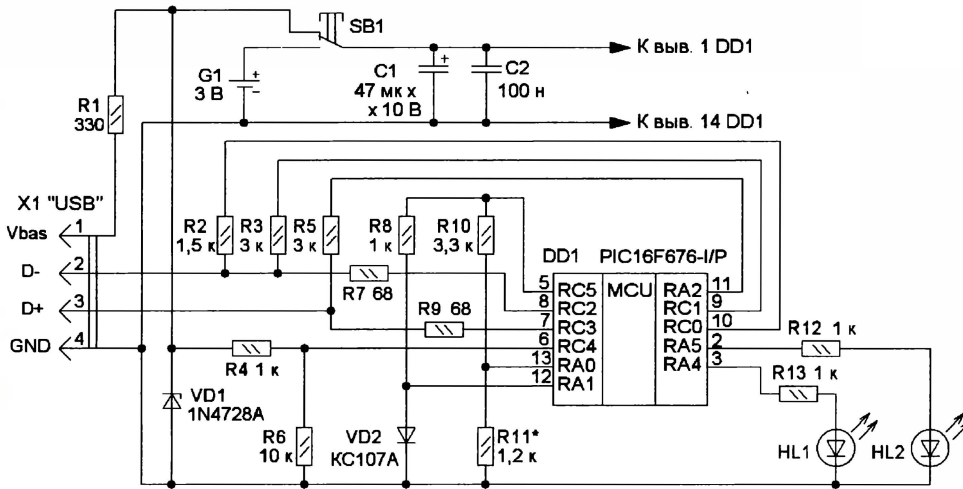 SB1
К выв. 1 DD1
G1
3 В
C1
47 мк х
х 10 В
C2
100 н
R1
330
К выв. 14 DD1
X1 "USB"
Vbas
1
D-
2
D+
3
GND
4
R2
1,5 к
R3
3 к
R5
3 к
R8
1 к
R10
3,3 к
R7 68
R9 68
R4 1 к
DD1
PIC16F676-I/P
MCU
5
RC5
8
RC2
7
RC3
6
RC4
13
RA0
12
RA1
RA2
11
RC1
9
RC0
10
RA5
2
RA4
3
R12 1 к
R13 1 к
VD1
1N4728A
R6
10 к
VD2
КС107А
R11*
1,2 к
HL1
HL2